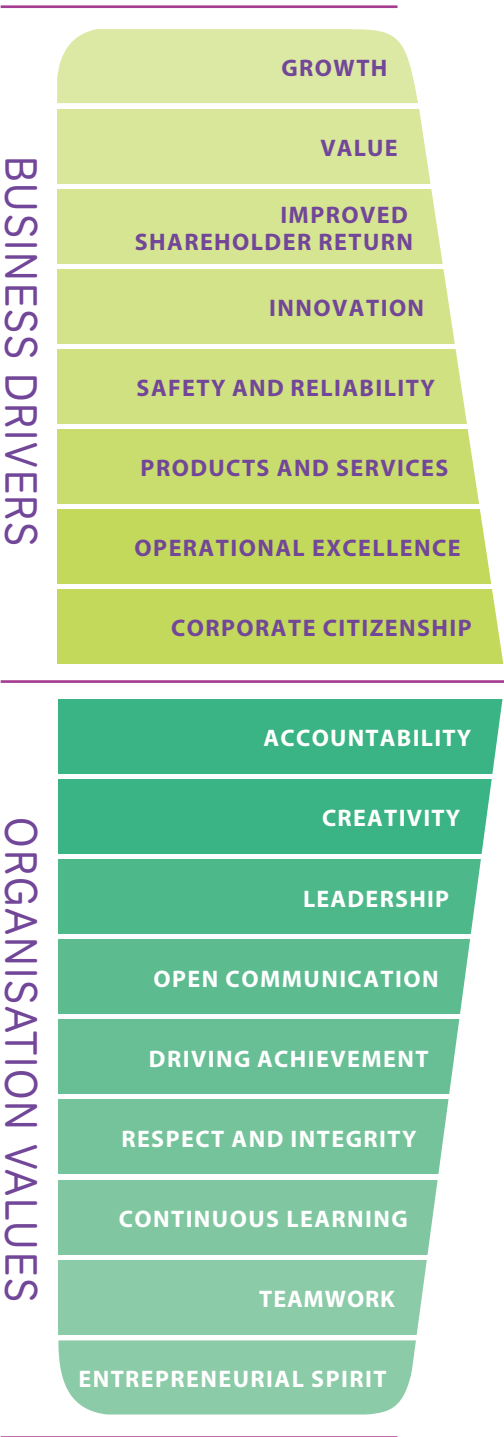 BUSINESS DRIVERS
GROWTH
VALUE
IMPROVED
SHAREHOLDER RETURN
INNOVATION
SAFETY AND RELIABILITY
PRODUCTS AND SERVICES
OPERATIONAL EXCELLENCE
CORPORATE CITIZENSHIP
ORGANISATION VALUES
ACCOUNTABILITY
CREATIVITY
LEADERSHIP
OPEN COMMUNICATION
DRIVING ACHIEVEMENT
RESPECT AND INTEGRITY
CONTINUOUS LEARNING
TEAMWORK
ENTREPRENEURIAL SPIRIT